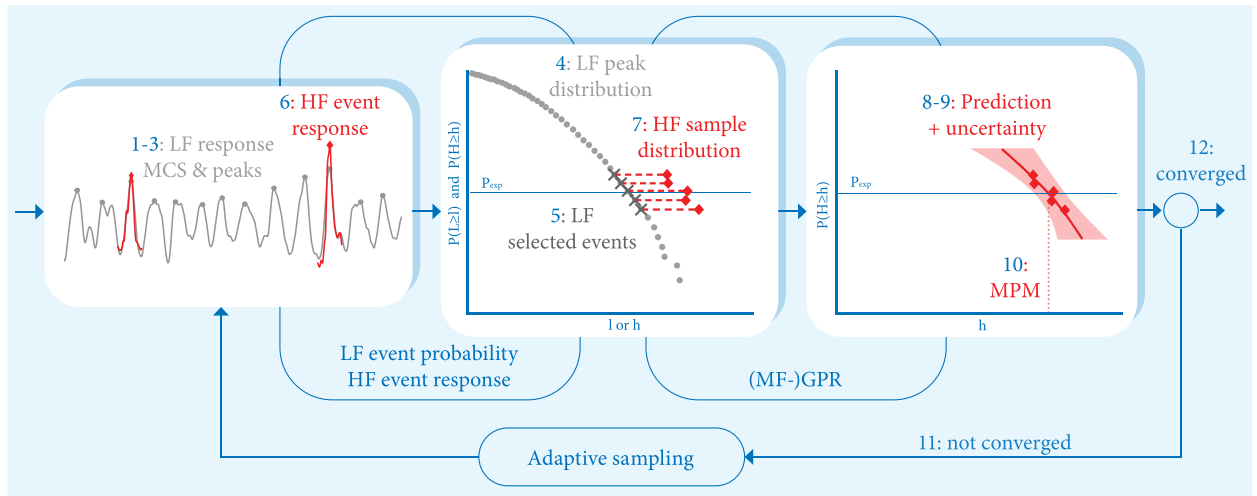 1-3: LF response
MCS & peaks
6: HF event
response
4: LF peak
distribution
7: HF sample
distribution
Pexp
5: LF
selected events
P(L≥l) and P(H≥h)
l or h
8-9: Prediction
+ uncertainty
Pexp
10:
MPM
P(H≥h)
h
12:
converged
LF event probability
HF event response
(MF-)GPR
11: not converged
Adaptive sampling